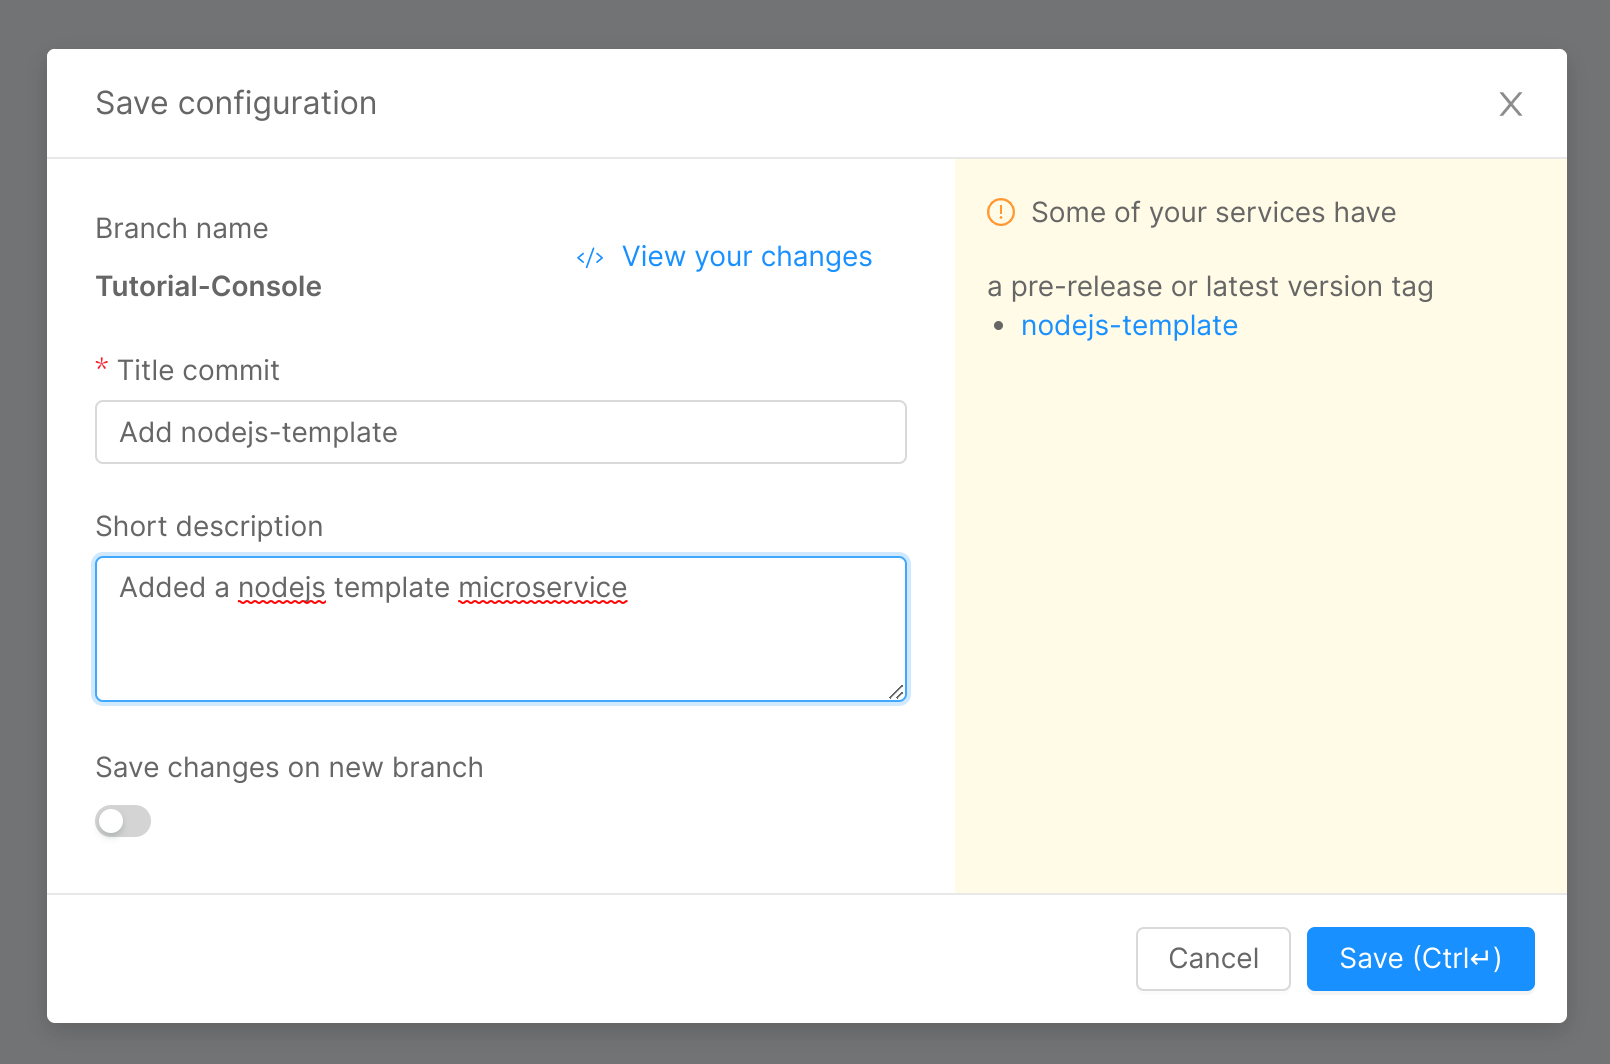 Save configuration
Branch name
</> View your changes
Tutorial-Console
* Title commit
Add nodejs-template
Short description
Added a nodejs template microservice
Save changes on new branch
Some of your services have
a pre-release or latest version tag
• nodejs-template
Cancel
Save (Ctrl↵)